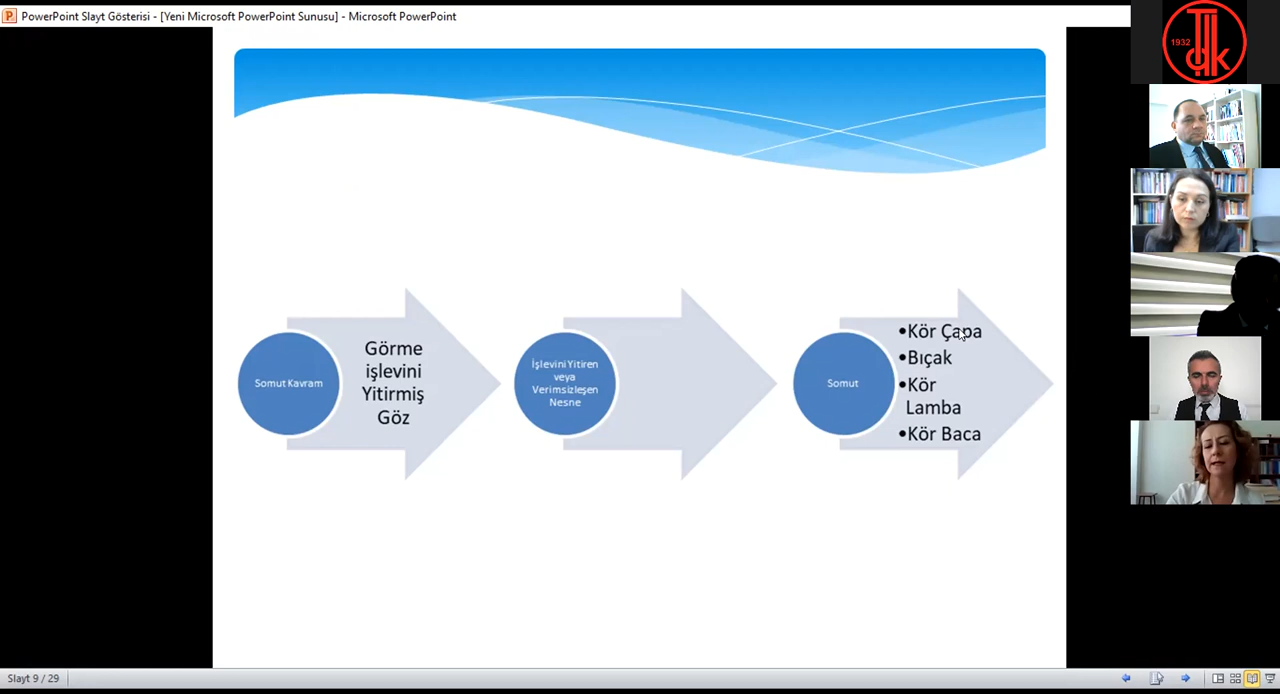 PowerPoint Slayt Gösterisi - [Yeni Microsoft PowerPoint Sunusu] - Microsoft PowerPoint
1932
TDK
Somut Kavram
Görme
işlevini
Yitirmiş
Göz
İşlevini Yitiren
veya
Verimsizleşen
Nesne
Somut
•Kör Çapa
•Bıçak
•Kör
Lamba
•Kör Baca
Slayt 9 / 29